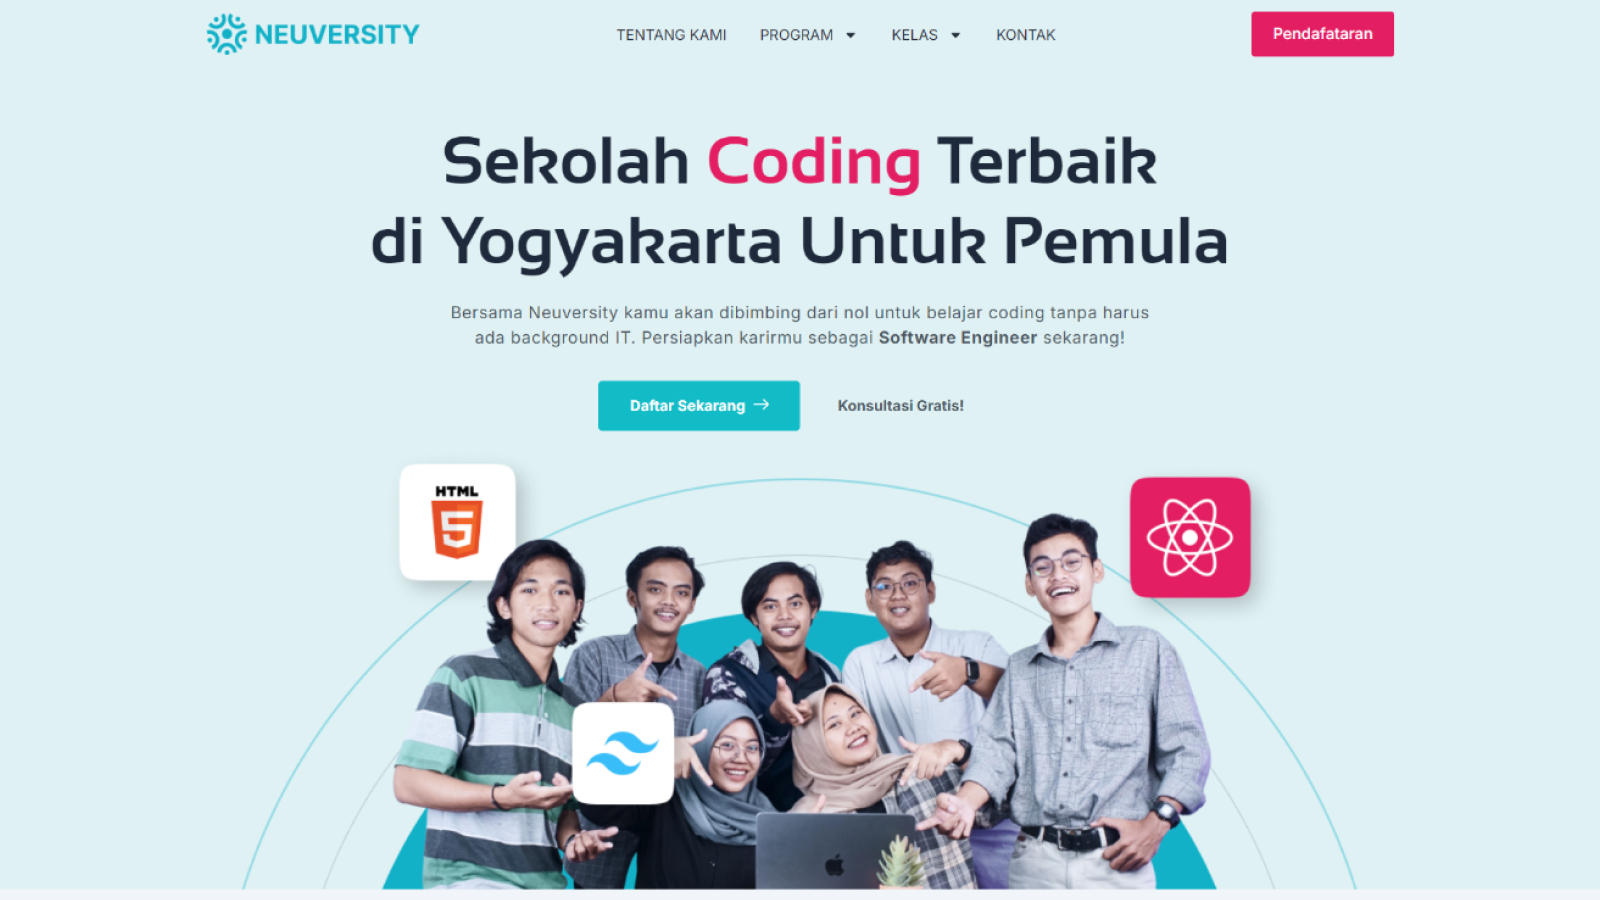 NEUVERSITY
TENTANG KAMI
PROGRAM
KELAS
KONTAK
Pendafataran
Sekolah Coding Terbaik
di Yogyakarta Untuk Pemula
Bersama Neuversity kamu akan dibimbing dari nol untuk belajar coding tanpa harus
ada background IT. Persiapkan karirmu sebagai Software Engineer sekarang!
Daftar Sekarang →
Konsultasi Gratis!
HTML
5